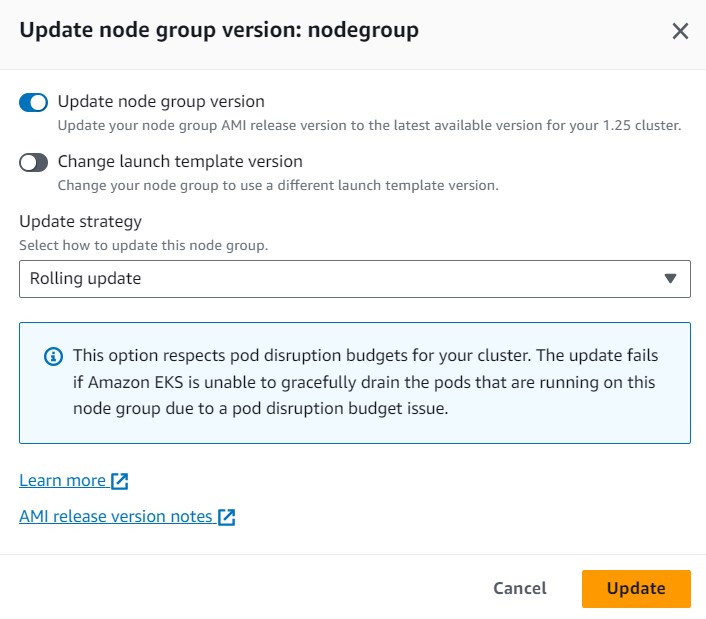 Update node group version: nodegroup
Update node group version
Update your node group AMI release version to the latest available version for your 1.25 cluster.
Change launch template version
Change your node group to use a different launch template version.
Update strategy
Select how to update this node group.
Rolling update
This option respects pod disruption budgets for your cluster. The update fails
if Amazon EKS is unable to gracefully drain the pods that are running on this
node group due to a pod disruption budget issue.
Learn more
AMI release version notes
Cancel
Update